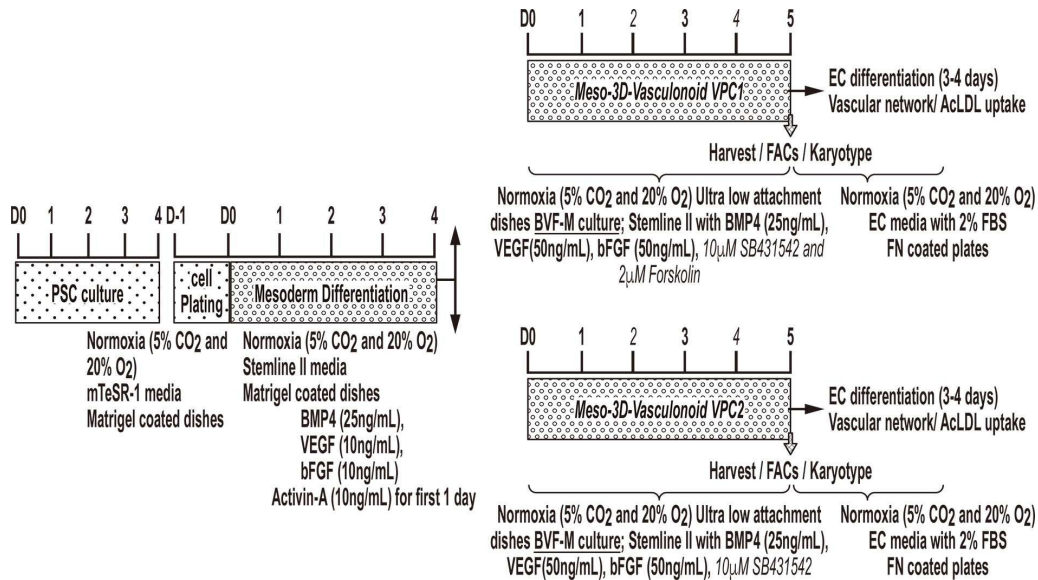 D0 1 2 3 4 D-1 D0 1 2 3 4
PSC culture
cell
Plating
Mesoderm Differentiation
Normoxia (5% CO2 and
20% O2)
mTeSR-1 media
Matrigel coated dishes
Normoxia (5% CO2 and 20% O2)
Stemline II media
Matrigel coated dishes
BMP4 (25ng/mL),
VEGF (10ng/mL),
bFGF (10ng/mL)
Activin-A (10ng/mL) for first 1 day
D0 1 2 3 4 5
Meso-3D-Vasculonoid VPC1
EC differentiation (3-4 days)
Vascular network/ AcLDL uptake
Harvest / FACs / Karyotype
Normoxia (5% CO2 and 20% O2) Ultra low attachment
dishes BVF-M culture; Stemline II with BMP4 (25ng/mL),
VEGF(50ng/mL), bFGF (50ng/mL), 10μM SB431542 and
2μM Forskolin
Normoxia (5% CO2 and 20% O2)
EC media with 2% FBS
FN coated plates
D0 1 2 3 4 5
Meso-3D-Vasculonoid VPC2
EC differentiation (3-4 days)
Vascular network/ AcLDL uptake
Harvest / FACs / Karyotype
Normoxia (5% CO2 and 20% O2) Ultra low attachment
dishes BVF-M culture; Stemline II with BMP4 (25ng/mL),
VEGF(50ng/mL), bFGF (50ng/mL), 10μM SB431542
Normoxia (5% CO2 and 20% O2)
EC media with 2% FBS
FN coated plates